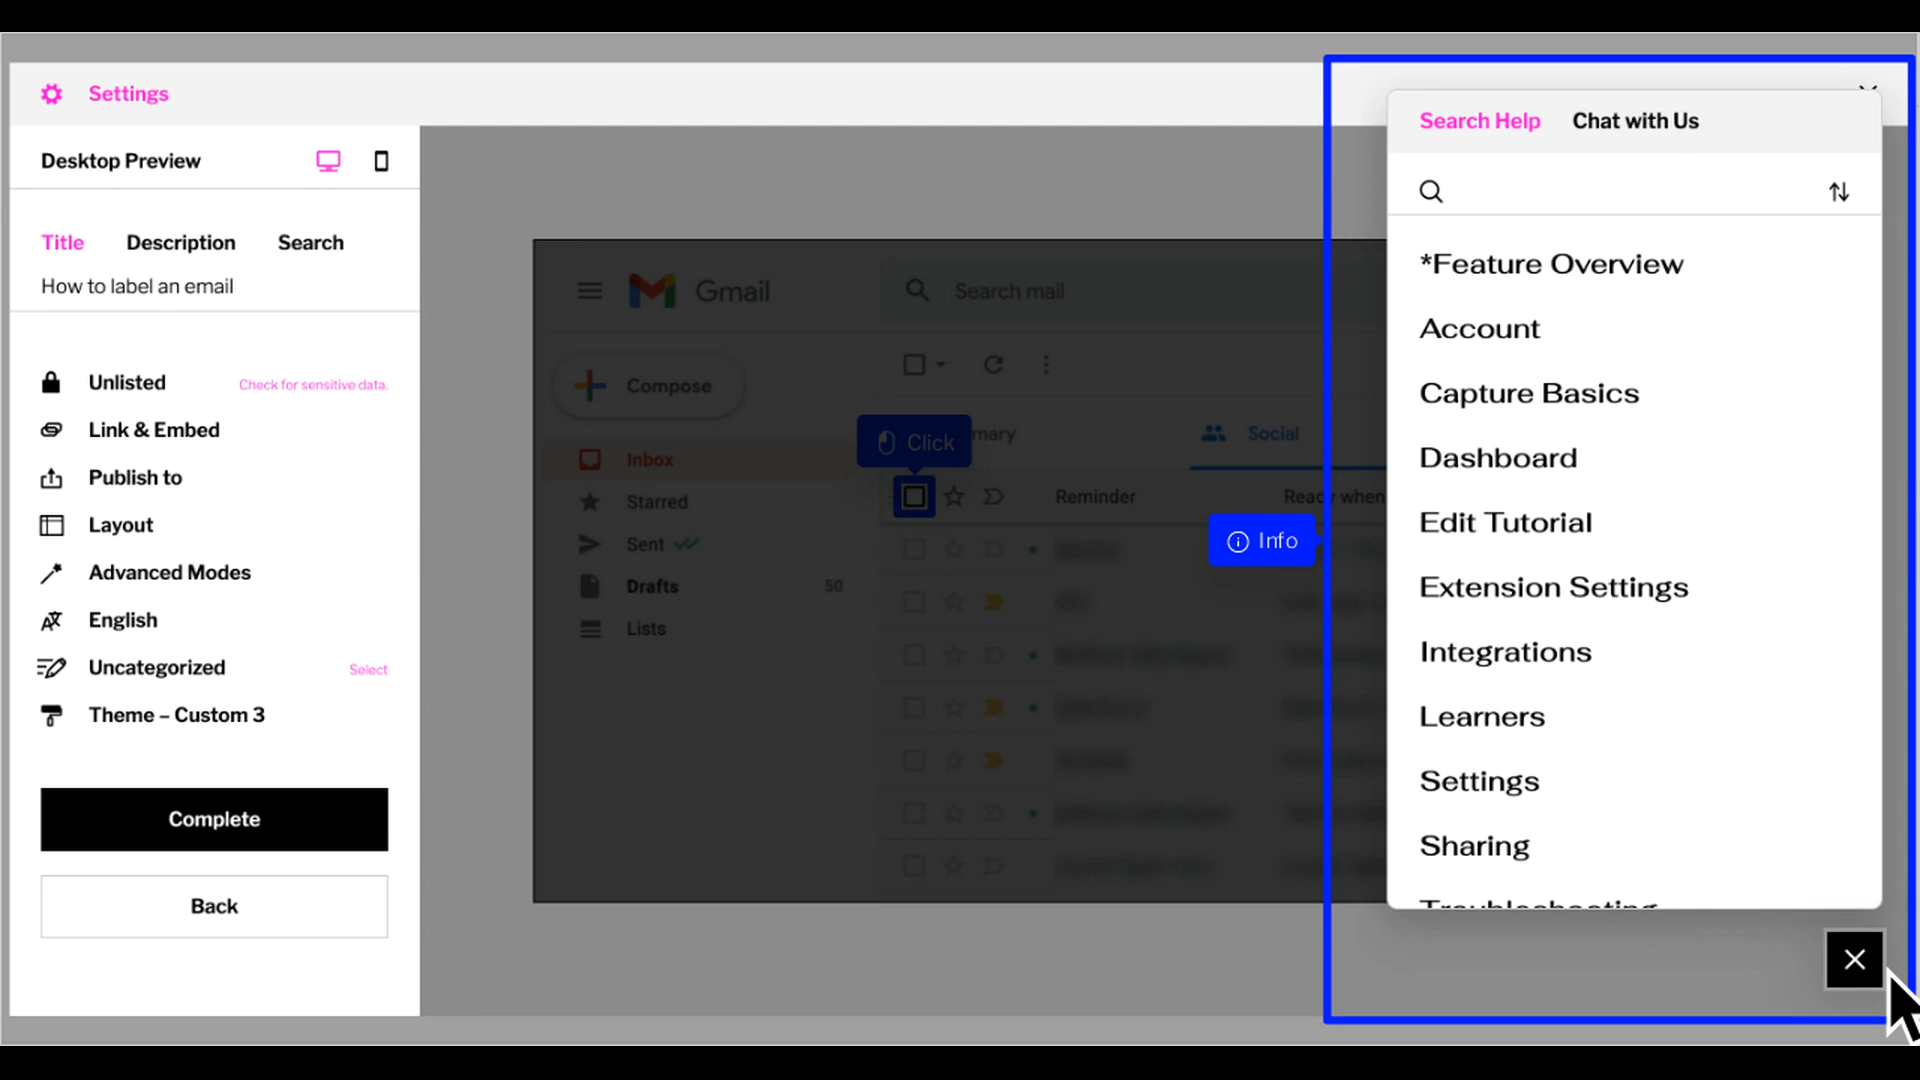 Settings
Desktop Preview
Title Description Search
How to label an email
Unlisted Check for sensitive data.
Link & Embed
Publish to
Layout
Advanced Modes
English
Uncategorized Select
Theme – Custom 3
Complete
Back
Gmail
Search mail
Compose
Inbox
Starred
Sent
Drafts 50
Lists
Click
Social
Reminder Ready when
Info
Search Help Chat with Us
*Feature Overview
Account
Capture Basics
Dashboard
Edit Tutorial
Extension Settings
Integrations
Learners
Settings
Sharing
Troubleshooting